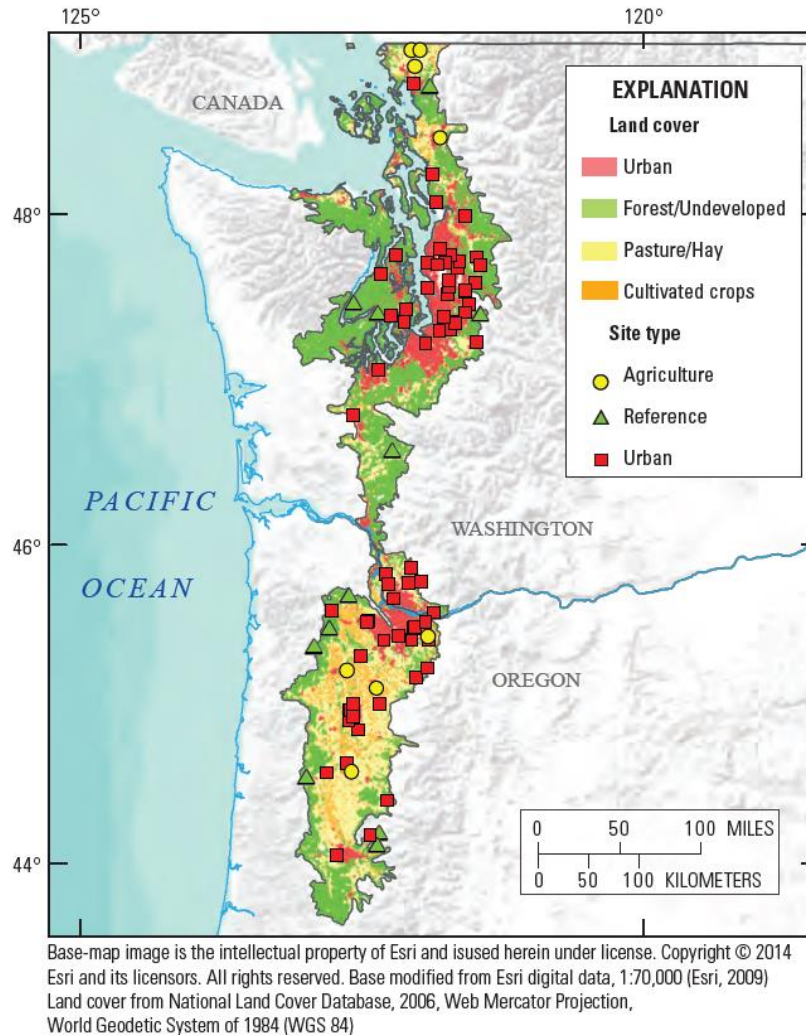 125°
120°
CANADA
EXPLANATION
Land cover
Urban
Forest/Undeveloped
Pasture/Hay
Cultivated crops
Site type
Agriculture
Reference
Urban
48°
PACIFIC
OCEAN
WASHINGTON
46°
OREGON
0 50 100 MILES
0 50 100 KILOMETERS
44°
Base-map image is the intellectual property of Esri and isused herein under license. Copyright © 2014
Esri and its licensors. All rights reserved. Base modified from Esri digital data, 1:70,000 (Esri, 2009)
Land cover from National Land Cover Database, 2006, Web Mercator Projection,
World Geodetic System of 1984 (WGS 84)